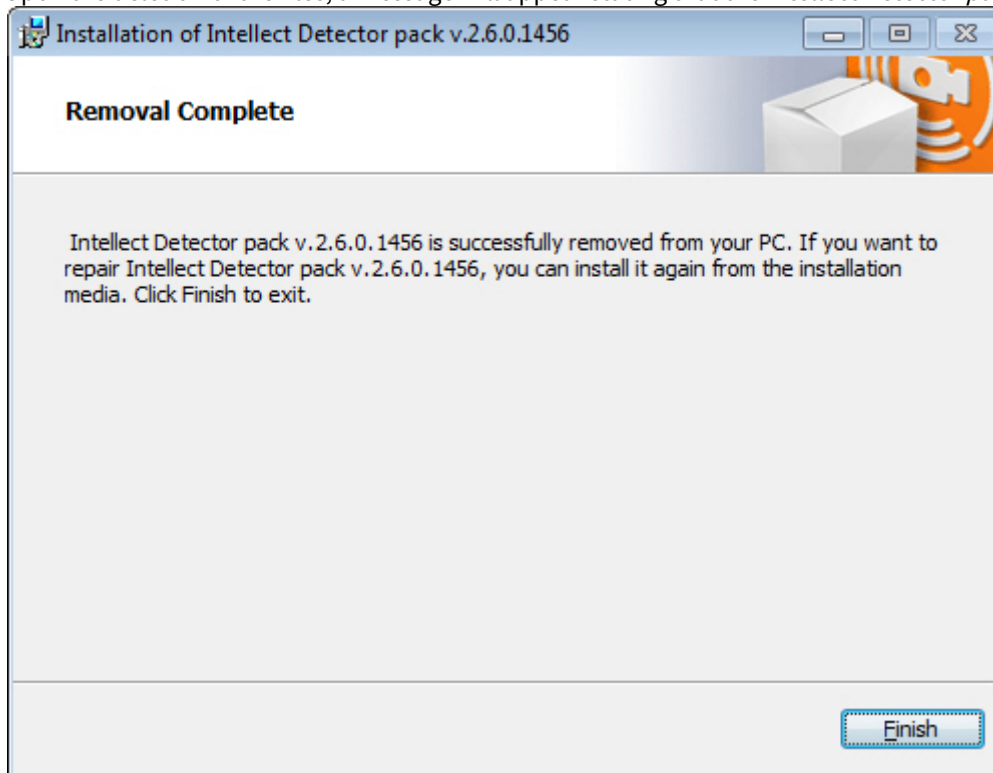 Installation of Intellect Detector pack v.2.6.0.1456
Removal Complete
Intellect Detector pack v.2.6.0.1456 is successfully removed from your PC. If you want to
repair Intellect Detector pack v.2.6.0.1456, you can install it again from the installation
media. Click Finish to exit.
Finish